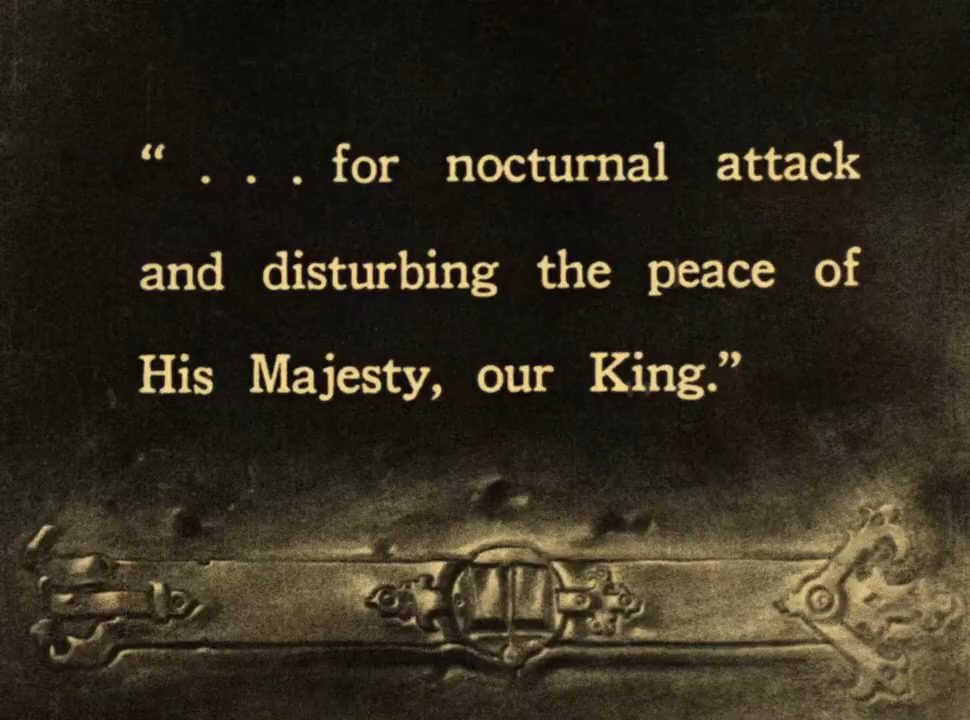 “ . . . for nocturnal attack
and disturbing the peace of
His Majesty, our King.”